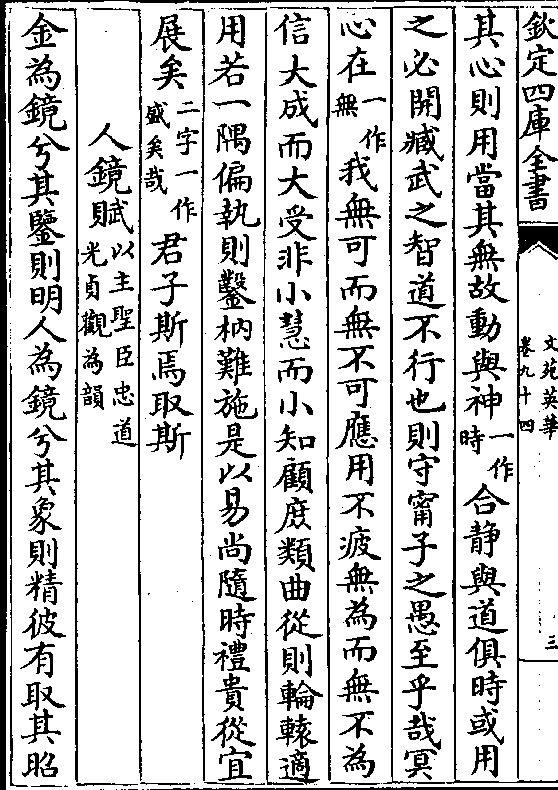 欽定四庫全書
文苑英華
卷九十四
三
其心則用當其無故動與神一作時合静與道俱時或用
之必開臧武之智道不行也則守甯子之愚至乎哉冥
心在一作無我無可而無不可應用不疲無為而無不為
信大成而大受非小慧而小知顧庶類曲從則輪轅適
用若一隅偏執則鑿枘難施是以易尚隨時禮貴從宜
展矣二字一作盛矣哉君子斯焉取斯
人鏡賦以主聖臣忠道光貞觀為韻
金為鏡兮其鑒則明人為鏡兮其象則精彼有取其昭